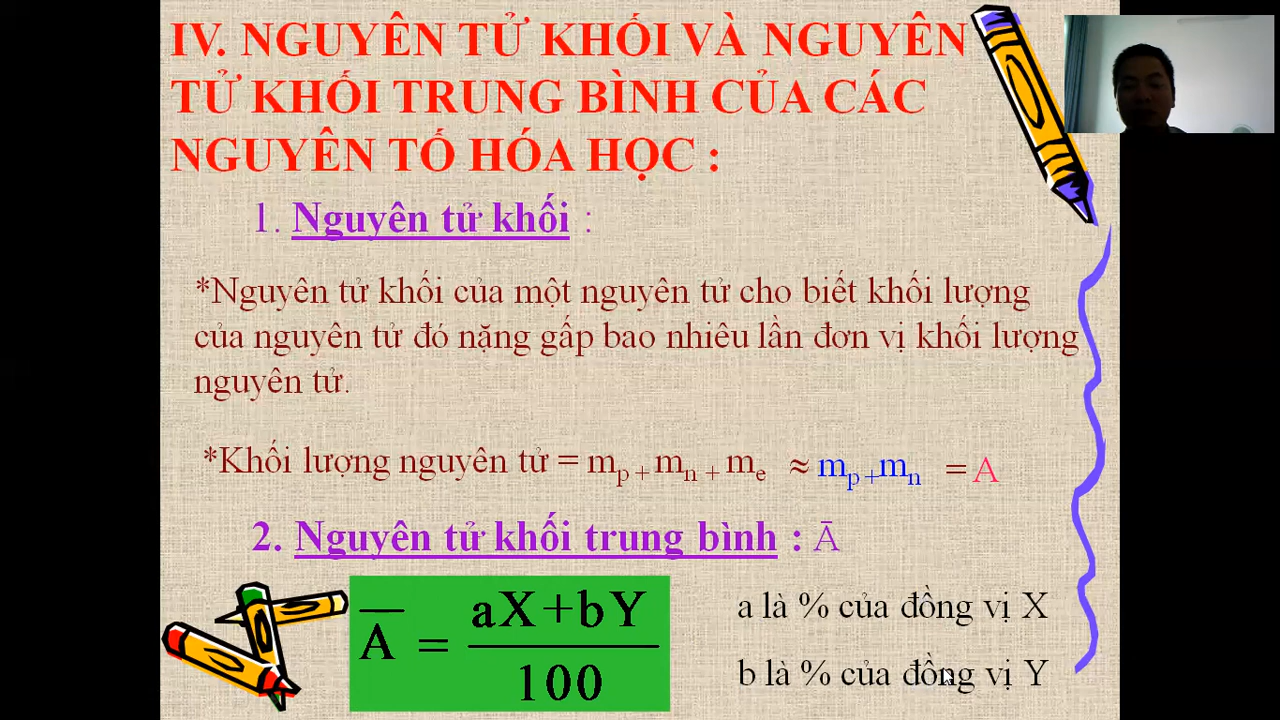 IV. NGUYÊN TỬ KHỐI VÀ NGUYÊN
TỬ KHỐI TRUNG BÌNH CỦA CÁC
NGUYÊN TỐ HÓA HỌC :
1. Nguyên tử khối :
*Nguyên tử khối của một nguyên tử cho biết khối lượng
của nguyên tử đó nặng gấp bao nhiêu lần đơn vị khối lượng
nguyên tử.
*Khối lượng nguyên tử = mₚ + mₙ + mₑ ≈ mₚ+mₙ = A
2. Nguyên tử khối trung bình : Ā
Ā = (aX+bY)/100
a là % của đồng vị X
b là % của đồng vị Y